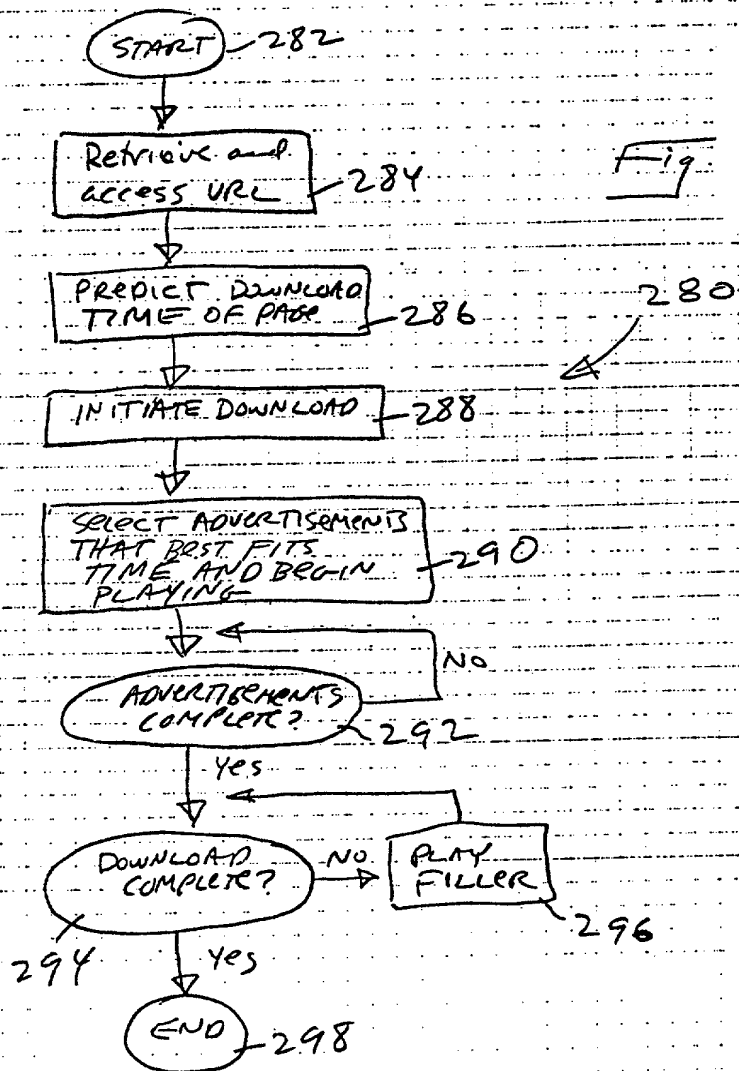 START
282
Retrieve and
access URL
284
Fig
PREDICT DOWNLOAD
TIME OF PAGE
286
280
INITIATE DOWNLOAD
288
SELECT ADVERTISEMENTS
THAT BEST FITS
TIME AND BEGIN
PLAYING
290
NO
ADVERTISEMENTS
COMPLETE?
292
Yes
DOWNLOAD
COMPLETE?
NO
PLAY
FILLER
296
294
Yes
END
298